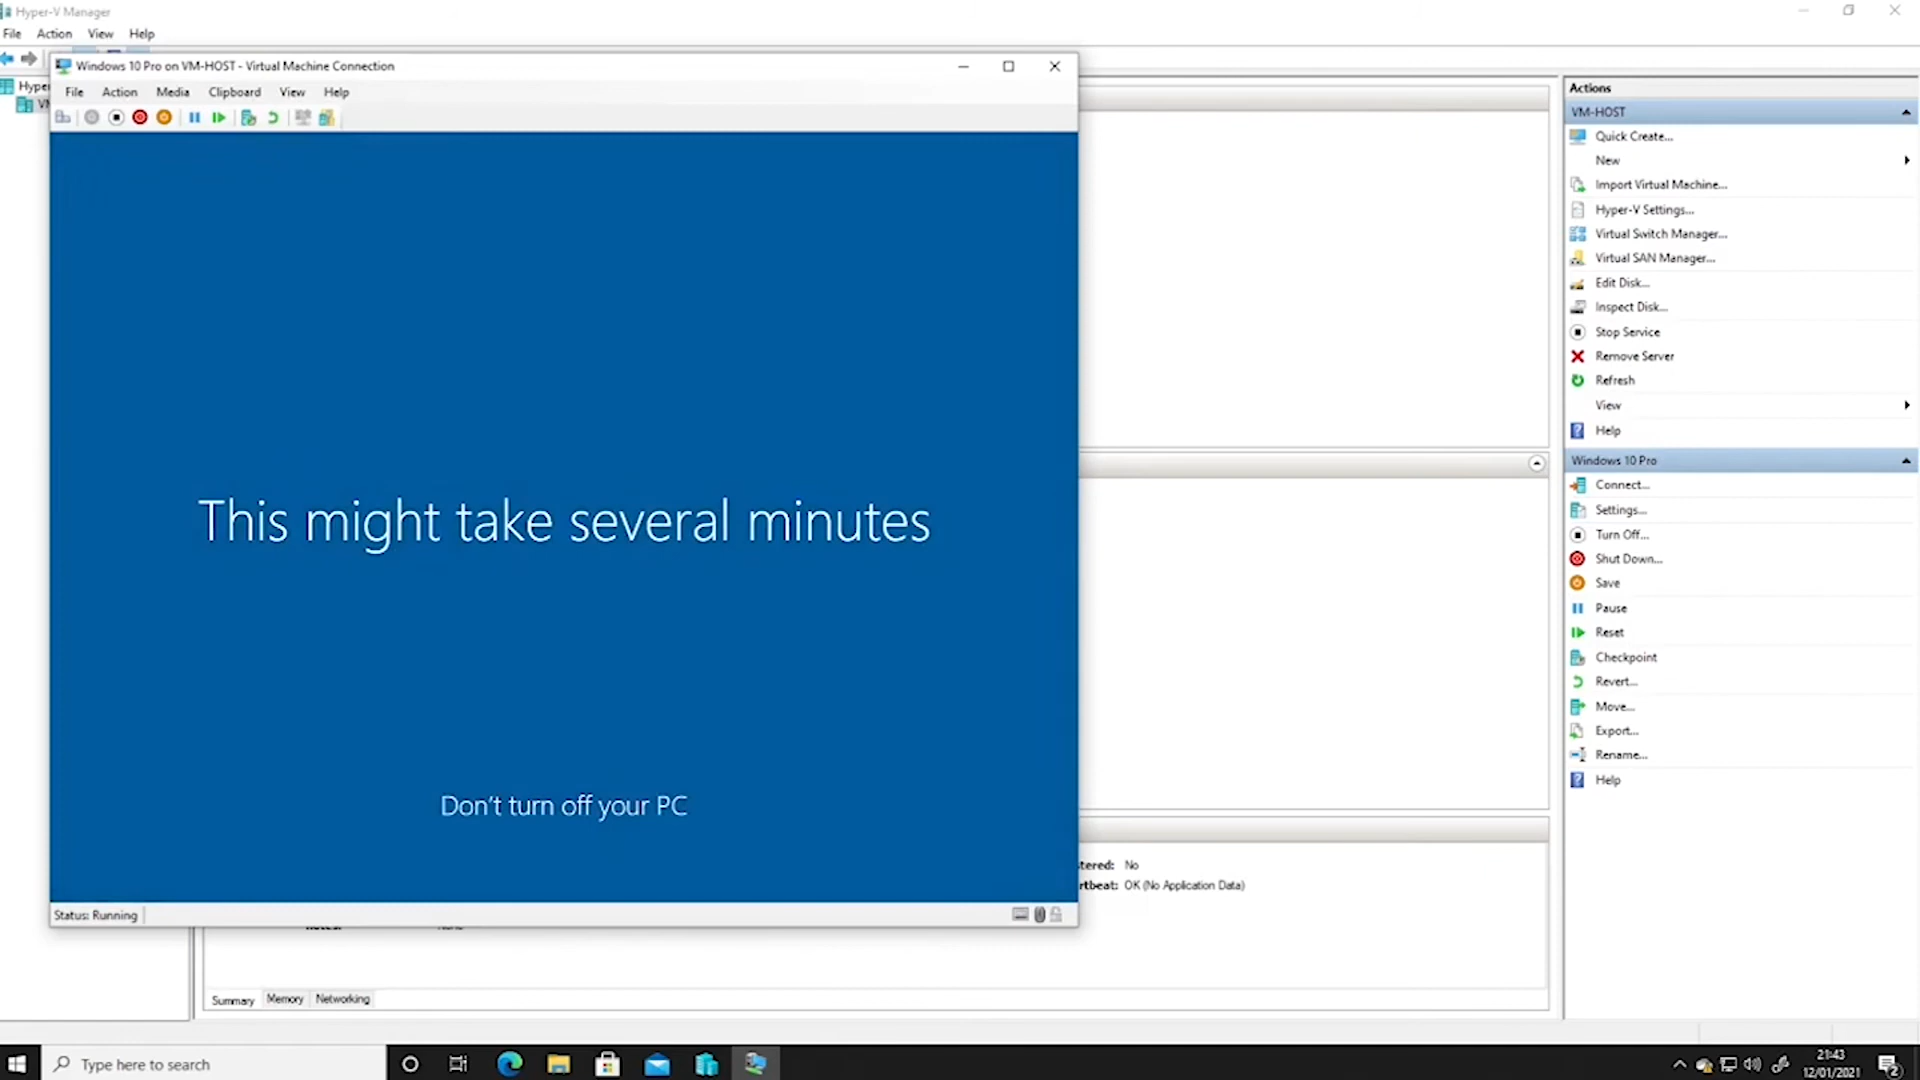 Hyper-V Manager
File Action View Help
Windows 10 Pro on VM-HOST - Virtual Machine Connection
File Action Media Clipboard View Help
This might take several minutes
Don't turn off your PC
Status: Running
stered: No
rtbeat: OK (No Application Data)
Summary Memory Networking
Actions
VM-HOST
Quick Create...
New
Import Virtual Machine...
Hyper-V Settings...
Virtual Switch Manager...
Virtual SAN Manager...
Edit Disk...
Inspect Disk...
Stop Service
Remove Server
Refresh
View
Help
Windows 10 Pro
Connect...
Settings...
Turn Off...
Shut Down...
Save
Pause
Reset
Checkpoint
Revert...
Move...
Export...
Rename...
Help
Type here to search
21:43
12/01/2021
2